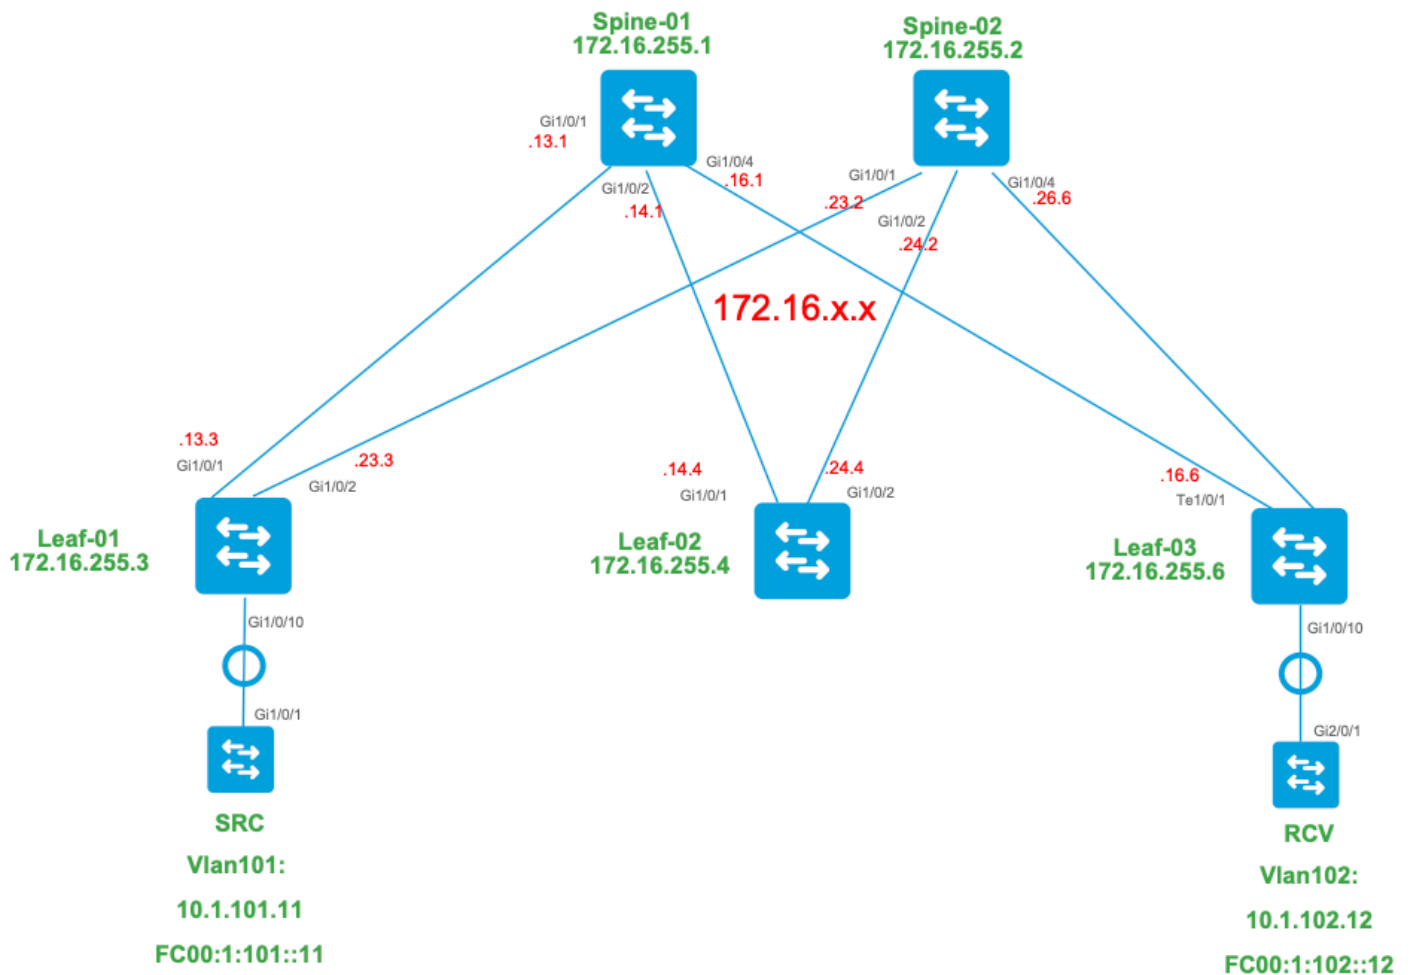 Spine-01
172.16.255.1
Spine-02
172.16.255.2
Gi1/0/1
.13.1
Gi1/0/4
.16.1
Gi1/0/2
.14.1
Gi1/0/1
.23.2
Gi1/0/4
.26.6
Gi1/0/2
.24.2
172.16.x.x
.13.3
Gi1/0/1
.23.3
Gi1/0/2
.14.4
Gi1/0/1
.24.4
Gi1/0/2
.16.6
Te1/0/1
Leaf-01
172.16.255.3
Leaf-02
172.16.255.4
Leaf-03
172.16.255.6
Gi1/0/10
Gi1/0/1
Gi1/0/10
Gi2/0/1
SRC
Vlan101:
10.1.101.11
FC00:1:101::11
RCV
Vlan102:
10.1.102.12
FC00:1:102::12